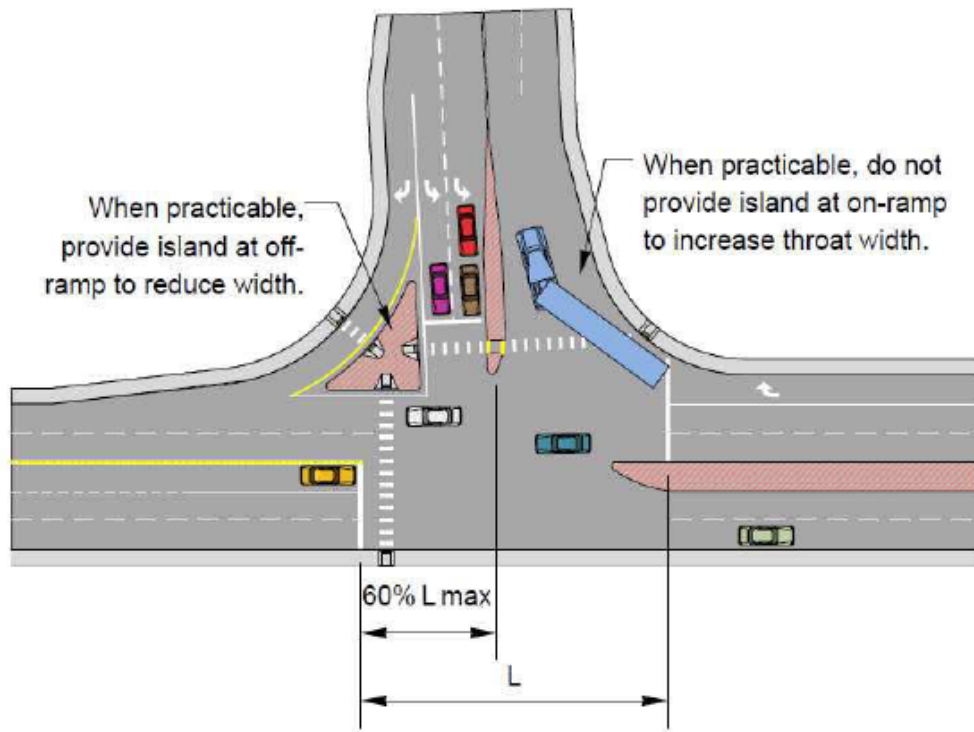 When practicable,
provide island at off-
ramp to reduce width.
When practicable, do not
provide island at on-ramp
to increase throat width.
60% L max
L